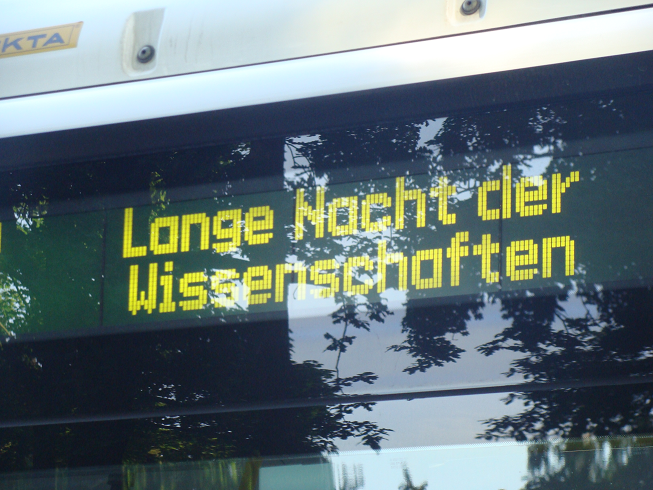 KTA
Lange Nacht der
Wissenschaften